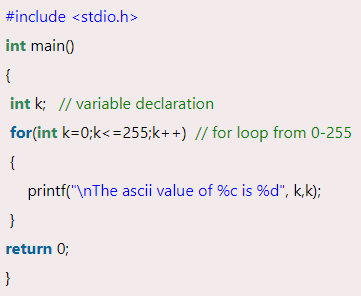 #include <stdio.h>
int main()
{
 int k;   // variable declaration
 for(int k=0;k<=255;k++)  // for loop from 0-255
 {
     printf("\nThe ascii value of %c is %d", k,k);
 }
return 0;
}